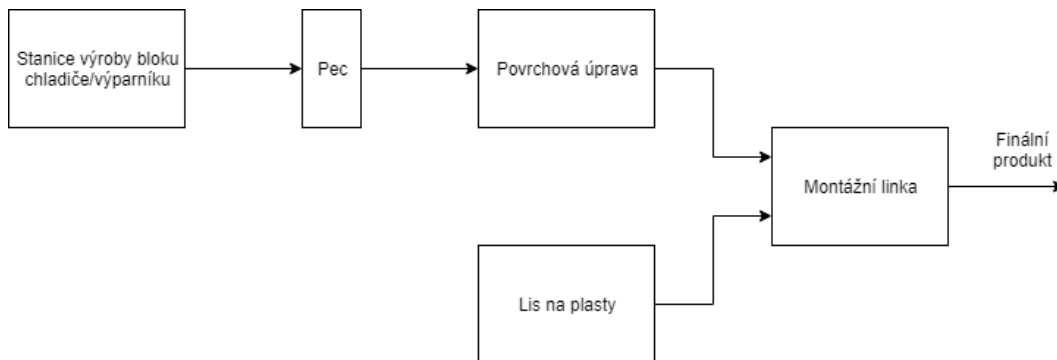 Stanice výroby bloku
chladiče/výparníku
Pec
Povrchová úprava
Montážní linka
Finální
produkt
Lis na plasty